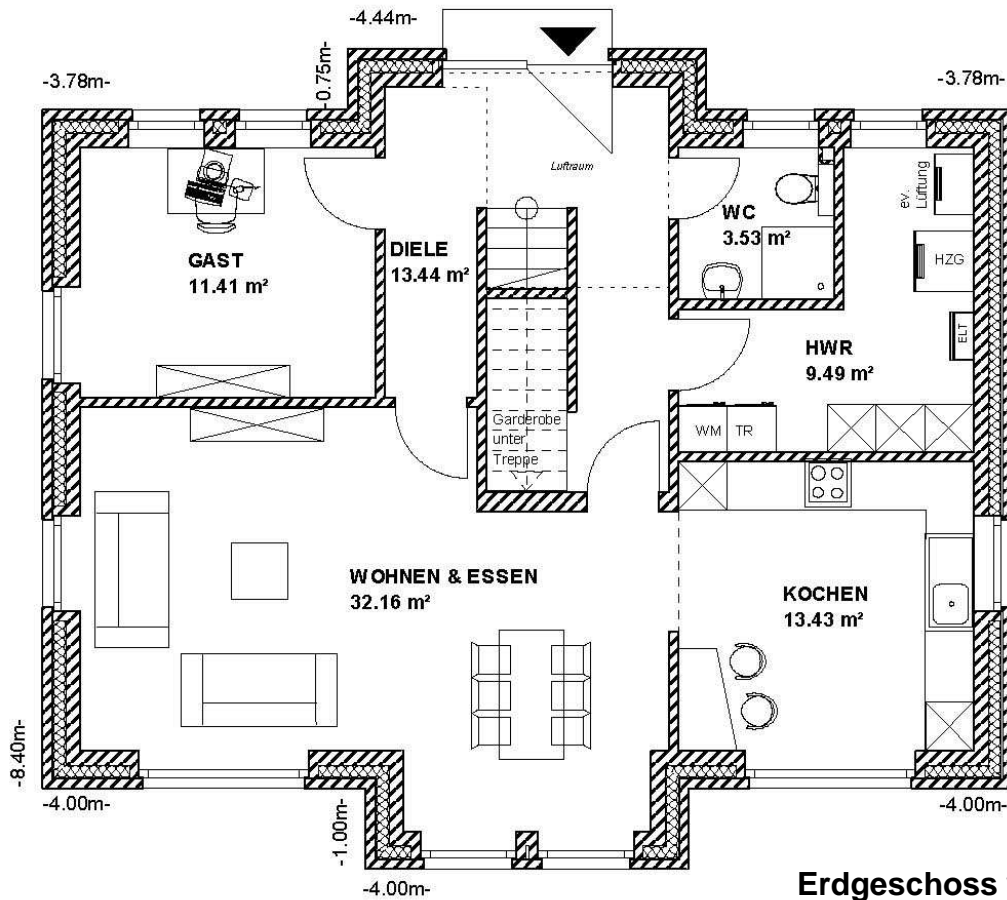 -4.44m-
-3.78m-
-0.75m-
-3.78m-
Luftraum
ev.
Lüftung
WC
3.53 m²
GAST
11.41 m²
DIELE
13.44 m²
HZG
ELT
HWR
9.49 m²
Garderobe
unter
Treppe
WM
TR
WOHNEN & ESSEN
32.16 m²
KOCHEN
13.43 m²
-8.40m-
-4.00m-
-1.00m-
-4.00m-
-4.00m-
Erdgeschoss